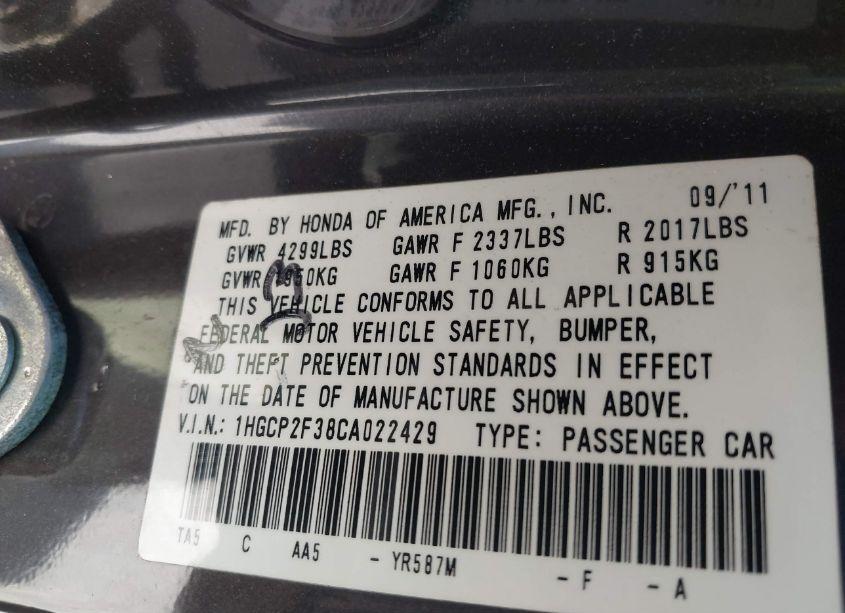 MFD. BY HONDA OF AMERICA MFG., INC. 09/'11
GVWR 4299LBS GAWR F 2337LBS R 2017LBS
GVWR 1950KG GAWR F 1060KG R 915KG
THIS VEHICLE CONFORMS TO ALL APPLICABLE
FEDERAL MOTOR VEHICLE SAFETY, BUMPER,
AND THEFT PREVENTION STANDARDS IN EFFECT
ON THE DATE OF MANUFACTURE SHOWN ABOVE.
V.I.N.: 1HGCP2F38CA022429 TYPE: PASSENGER CAR
TA5 C AA5 - YR587M - F - A